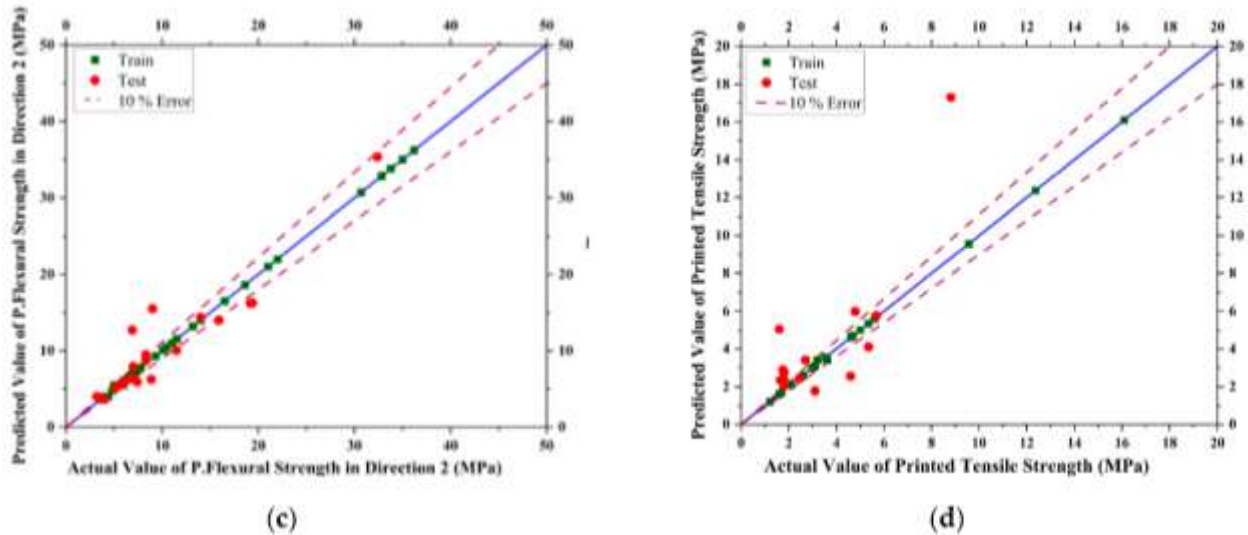 0 10 20 30 40 50
50
40
30
20
10
0
50
40
30
20
10
0
Train
Test
10 % Error
Predicted Value of P.Flexural Strength in Direction 2 (MPa)
0 10 20 30 40 50
Actual Value of P.Flexural Strength in Direction 2 (MPa)
(c)
0 2 4 6 8 10 12 14 16 18 20
20
18
16
14
12
10
8
6
4
2
0
20
18
16
14
12
10
8
6
4
2
0
Train
Test
10 % Error
Predicted Value of Printed Tensile Strength (MPa)
0 2 4 6 8 10 12 14 16 18 20
Actual Value of Printed Tensile Strength (MPa)
(d)